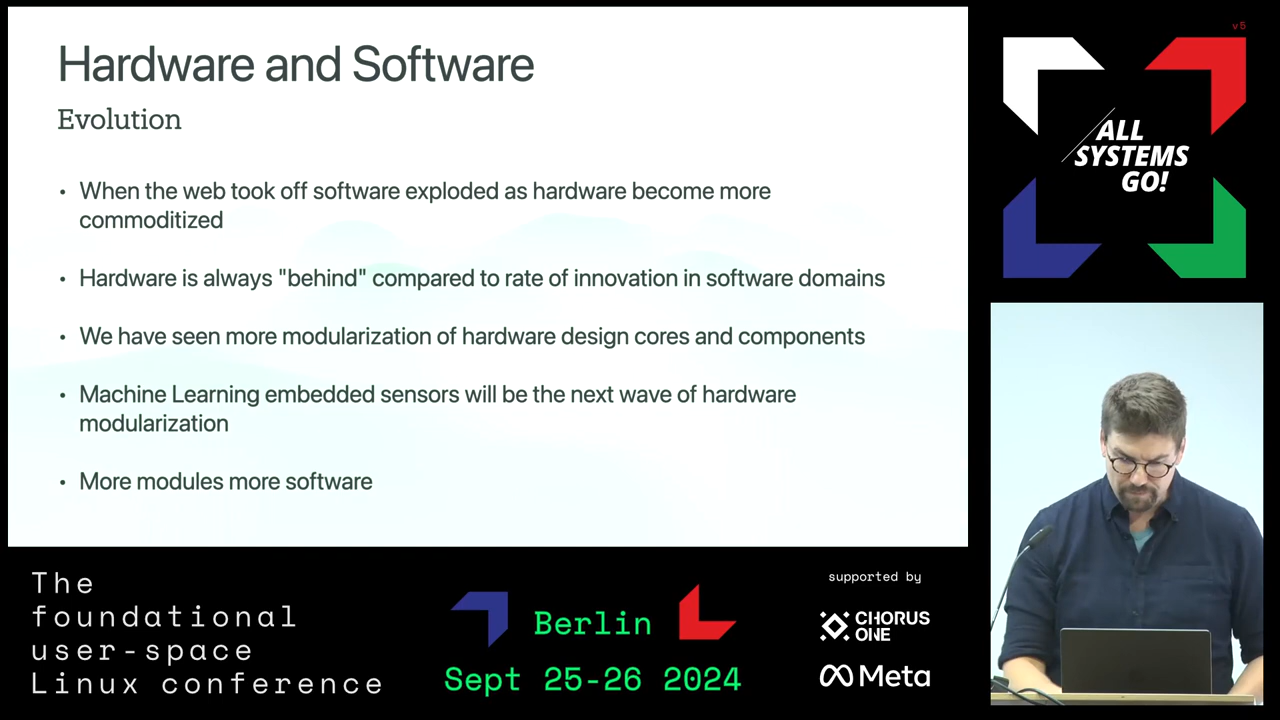 Hardware and Software
Evolution
• When the web took off software exploded as hardware become more
commoditized
• Hardware is always "behind" compared to rate of innovation in software domains
• We have seen more modularization of hardware design cores and components
• Machine Learning embedded sensors will be the next wave of hardware
modularization
• More modules more software
v5
ALL
SYSTEMS
GO!
The
foundational
user-space
Linux conference
Berlin
Sept 25-26 2024
supported by
CHORUS
ONE
Meta